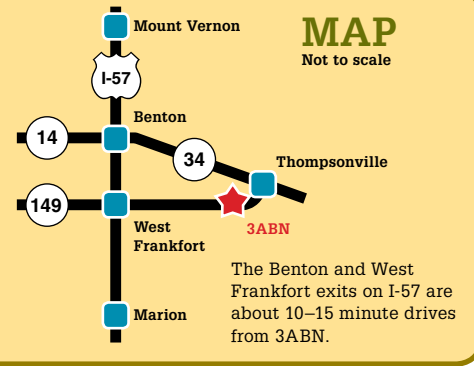 MAP
Not to scale
Mount Vernon
I-57
Benton
14
34
Thompsonville
149
3ABN
West
Frankfort
Marion
The Benton and West
Frankfort exits on I-57 are
about 10–15 minute drives
from 3ABN.